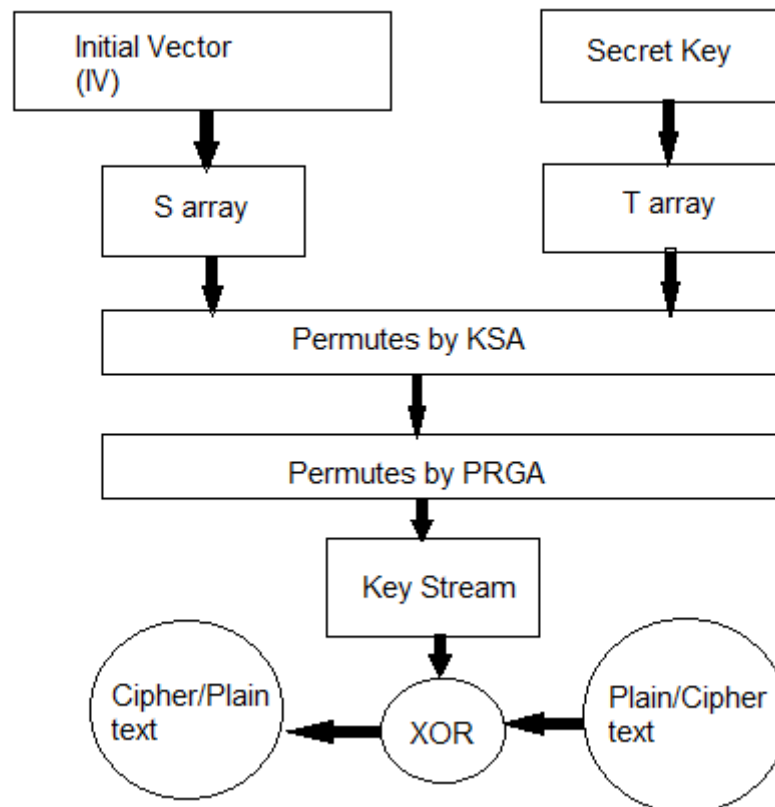 Initial Vector
(IV)
Secret Key
S array
T array
Permutes by KSA
Permutes by PRGA
Key Stream
Cipher/Plain
text
XOR
Plain/Cipher
text